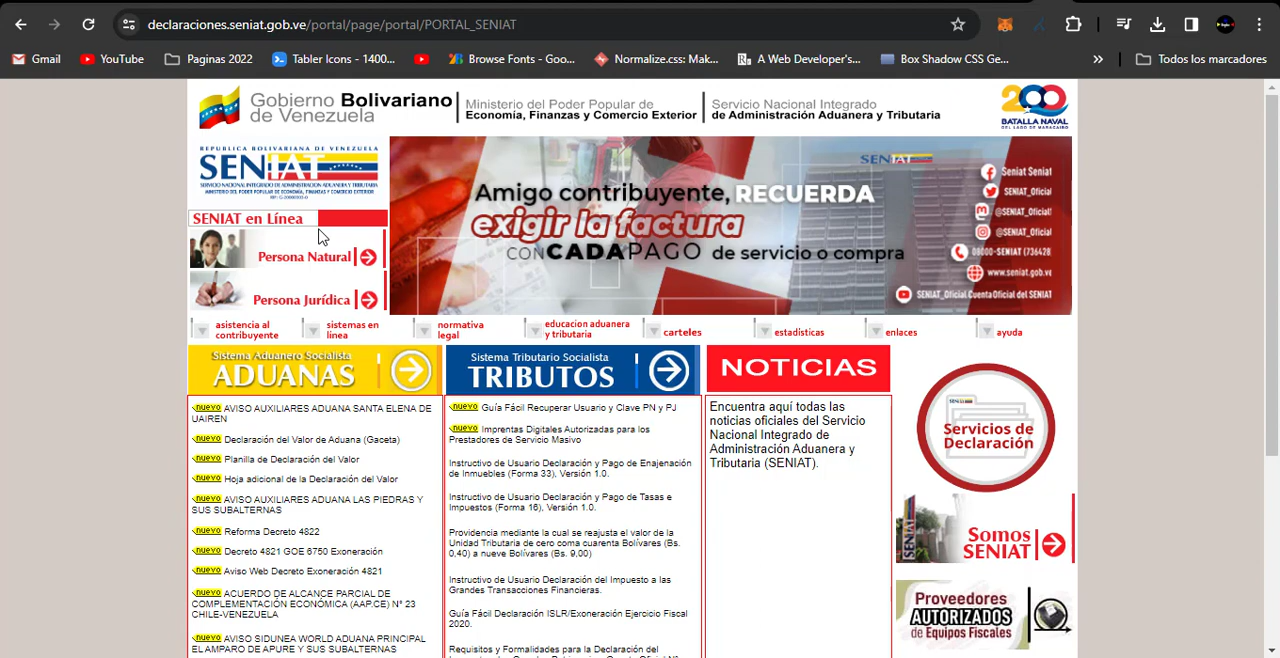 declaraciones.seniat.gob.ve/portal/page/portal/PORTAL_SENIAT
Gmail
YouTube
Paginas 2022
Tabler Icons - 1400...
Browse Fonts - Goo...
Normalize.css: Mak...
A Web Developer's...
Box Shadow CSS Ge...
»
Todos los marcadores
Gobierno Bolivariano
de Venezuela
Ministerio del Poder Popular de
Economía, Finanzas y Comercio Exterior
Servicio Nacional Integrado
de Administración Aduanera y Tributaria
200
BATALLA NAVAL
DEL LAGO DE MARACAIBO
REPUBLICA BOLIVARIANA DE VENEZUELA
SENIAT
SERVICIO NACIONAL INTEGRADO DE ADMINISTRACION ADUANERA Y TRIBUTARIA
SENIAT en Línea
Persona Natural
Persona Jurídica
SENIAT
Amigo contribuyente, RECUERDA
exigir la factura
CON CADA PAGO de servicio o compra
Seniat Seniat
SENIAT_Oficial
@SENIAT_Oficial!
@SENIAT_Oficial
08000-SENIAT (736428
www.seniat.gob.ve
SENIAT_Oficial Cuenta Oficial del SENIAT
asistencia al
contribuyente
sistemas en
línea
normativa
legal
educacion aduanera
y tributaria
carteles
estadísticas
enlaces
ayuda
Sistema Aduanero Socialista
ADUANAS
nuevo AVISO AUXILIARES ADUANA SANTA ELENA DE
UAIREN
nuevo Declaración del Valor de Aduana (Gaceta)
nuevo Planilla de Declaración del Valor
nuevo Hoja adicional de la Declaración del Valor
nuevo AVISO AUXILIARES ADUANA LAS PIEDRAS Y
SUS SUBALTERNAS
nuevo Reforma Decreto 4822
nuevo Decreto 4821 GOE 6750 Exoneración
nuevo Aviso Web Decreto Exoneración 4821
nuevo ACUERDO DE ALCANCE PARCIAL DE
COMPLEMENTACIÓN ECONÓMICA (AAP.CE) N° 23
CHILE-VENEZUELA
nuevo AVISO SIDUNEA WORLD ADUANA PRINCIPAL
EL AMPARO DE APURE Y SUS SUBALTERNAS
Sistema Tributario Socialista
TRIBUTOS
nuevo Guía Fácil Recuperar Usuario y Clave PN y PJ
nuevo Imprentas Digitales Autorizadas para los
Prestadores de Servicio Masivo
Instructivo de Usuario Declaración y Pago de Enajenación
de Inmuebles (Forma 33), Versión 1.0.
Instructivo de Usuario Declaración y Pago de Tasas e
Impuestos (Forma 16), Versión 1.0.
Providencia mediante la cual se reajusta el valor de la
Unidad Tributaria de cero coma cuarenta Bolívares (Bs.
0,40) a nueve Bolívares (Bs. 9,00)
Instructivo de Usuario Declaración del Impuesto a las
Grandes Transacciones Financieras.
Guía Fácil Declaración ISLR/Exoneración Ejercicio Fiscal
2020.
Requisitos y Formalidades para la Declaración
NOTICIAS
Encuentra aquí todas las
noticias oficiales del Servicio
Nacional Integrado de
Administración Aduanera y
Tributaria (SENIAT).
Servicios de
Declaración
Somos
SENIAT
Proveedores
AUTORIZADOS
de Equipos Fiscales